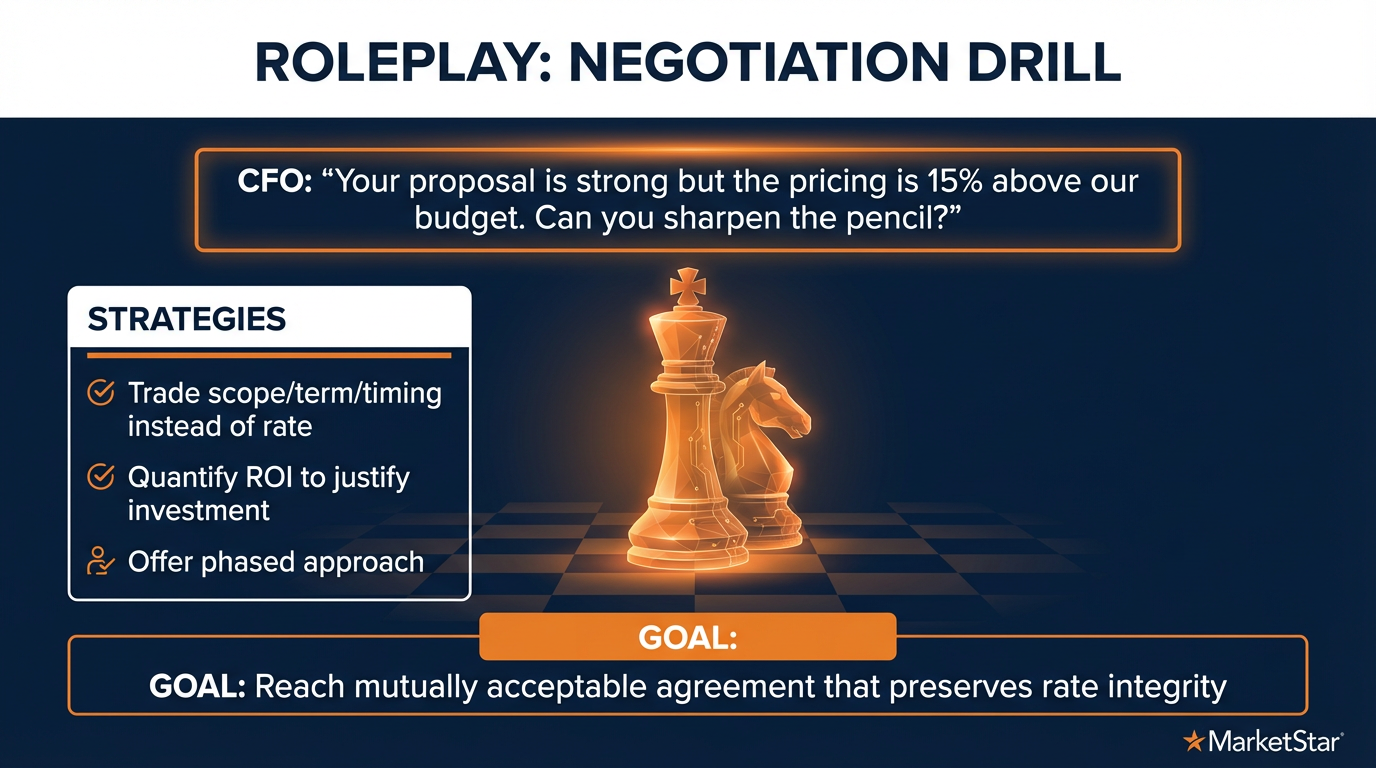 ROLEPLAY: NEGOTIATION DRILL
CFO: “Your proposal is strong but the pricing is 15% above our
budget. Can you sharpen the pencil?”
STRATEGIES
Trade scope/term/timing
instead of rate
Quantify ROI to justify
investment
Offer phased approach
GOAL:
GOAL: Reach mutually acceptable agreement that preserves rate integrity
MarketStar